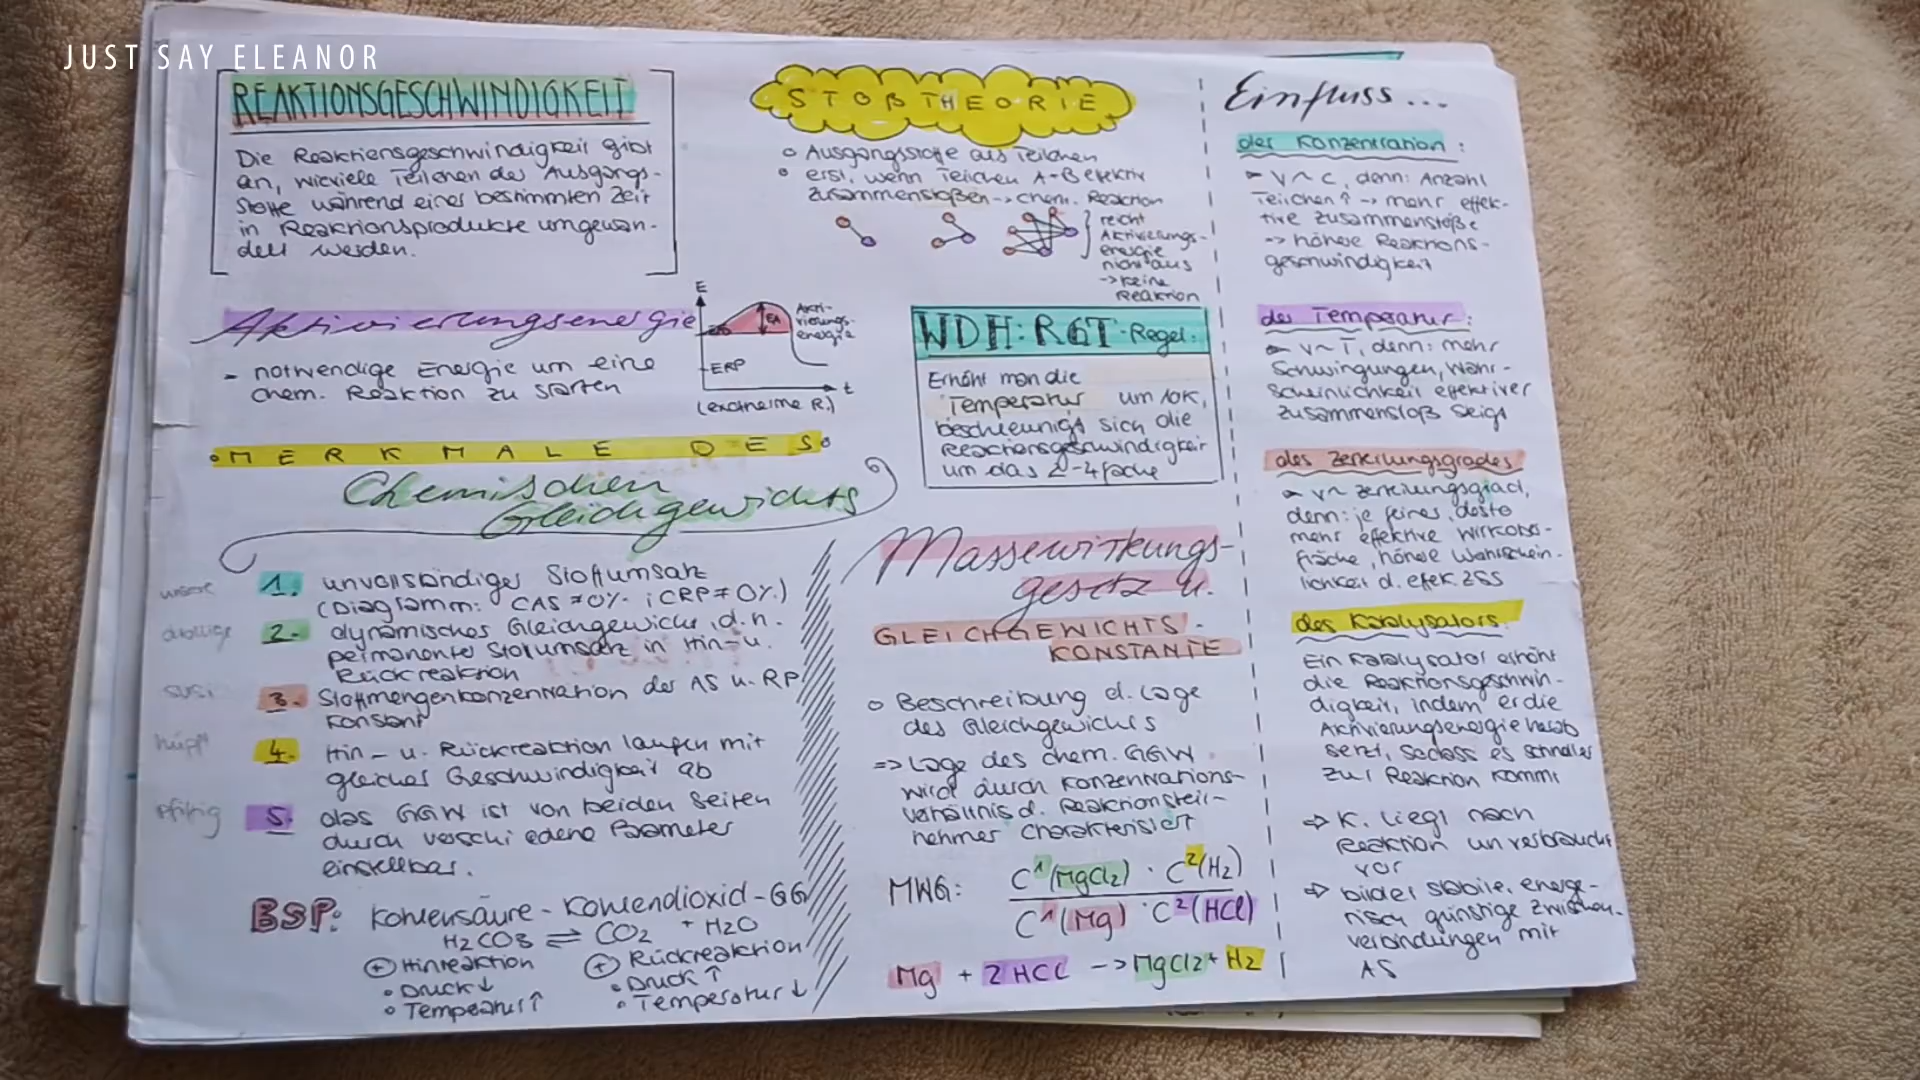 JUST SAY ELEANOR
REAKTIONSGESCHWINDIGKEIT
Die Reaktionsgeschwindigkeit gibt
an, wieviele Teilchen des Ausgangs-
stoffe während einer bestimmten Zeit
in Reaktionsprodukte umgewan-
delt werden.
Aktivierungsenergie
- notwendige Energie um eine
chem. Reaktion zu starten
E
EA
Akti-
vierungs-
energie
ERP
t
(exotherme R.)
STOßTHEORIE
o Ausgangsstoffe aus Teilchen
o erst, wenn Teilchen A-B effektiv
zusammenstoßen -> chem. Reaktion
reicht
Aktivierungs-
energie
nicht aus
-> keine
Reaktion
WDH: RGT-Regel:
Erhöht man die
Temperatur um 10K,
beschleunigt sich die
Reaktionsgeschwindigkeit
um das 2-4fache
MERKMALE DES
Chemischen
Gleichgewichts
unsere 1. unvollständiger Stoffumsatz
(Diagramm: CAS ≠ 0% ; CRP ≠ 0%)
drollige 2. dynamisches Gleichgewicht, d.h.
permanenter Stoffumsatz in Hin- u.
Rückreaktion
Susi 3. Stoffmengenkonzentration der AS u. RP
konstant
hüpft 4. Hin- u. Rückreaktion laufen mit
gleicher Geschwindigkeit ab
5. das GGW ist von beiden Seiten
durch verschiedene Parameter
einstellbar.
BSP: Kohlensäure-Kohlendioxid-GG
H2CO3 ⇌ CO2 + H2O
(+) Hinreaktion (+) Rückreaktion
o Druck ↓ o Druck ↑
o Temperatur ↑ o Temperatur ↓
Massewirkungs-
gesetz u.
GLEICHGEWICHTS-
KONSTANTE
o Beschreibung d. Lage
des Gleichgewichts
=> Lage des chem. GGW
wird durch Konzentrations-
verhältnis d. Reaktionsteil-
nehmer charakterisiert
MWG: C¹(MgCl2) · C²(H2)
C¹(Mg) · C²(HCl)
Mg + 2HCl -> MgCl2 + H2
Einfluss...
der Konzentration:
v~c, denn: Anzahl
Teilchen ↑ -> mehr effek-
tive Zusammenstöße
-> höhere Reaktions-
geschwindigkeit
der Temperatur:
v~T, denn: mehr
Schwingungen, Wahr-
scheinlichkeit effektiver
Zusammenstoß steigt
des Zerteilungsgrades
v~Zerteilungsgrad,
denn: je feiner, desto
mehr effektive Wirkober-
fläche, höhere Wahrschein-
lichkeit d. effek. ZSS
des Katalysators
Ein Katalysator erhöht
die Reaktionsgeschwin-
digkeit, indem er die
Aktivierungsenergie herab
setzt, sodass es schneller
zur Reaktion kommt
=> K. liegt nach
Reaktion unverbraucht
vor
=> bildet stabile, energe-
tisch günstige Zwischen-
verbindungen mit
AS